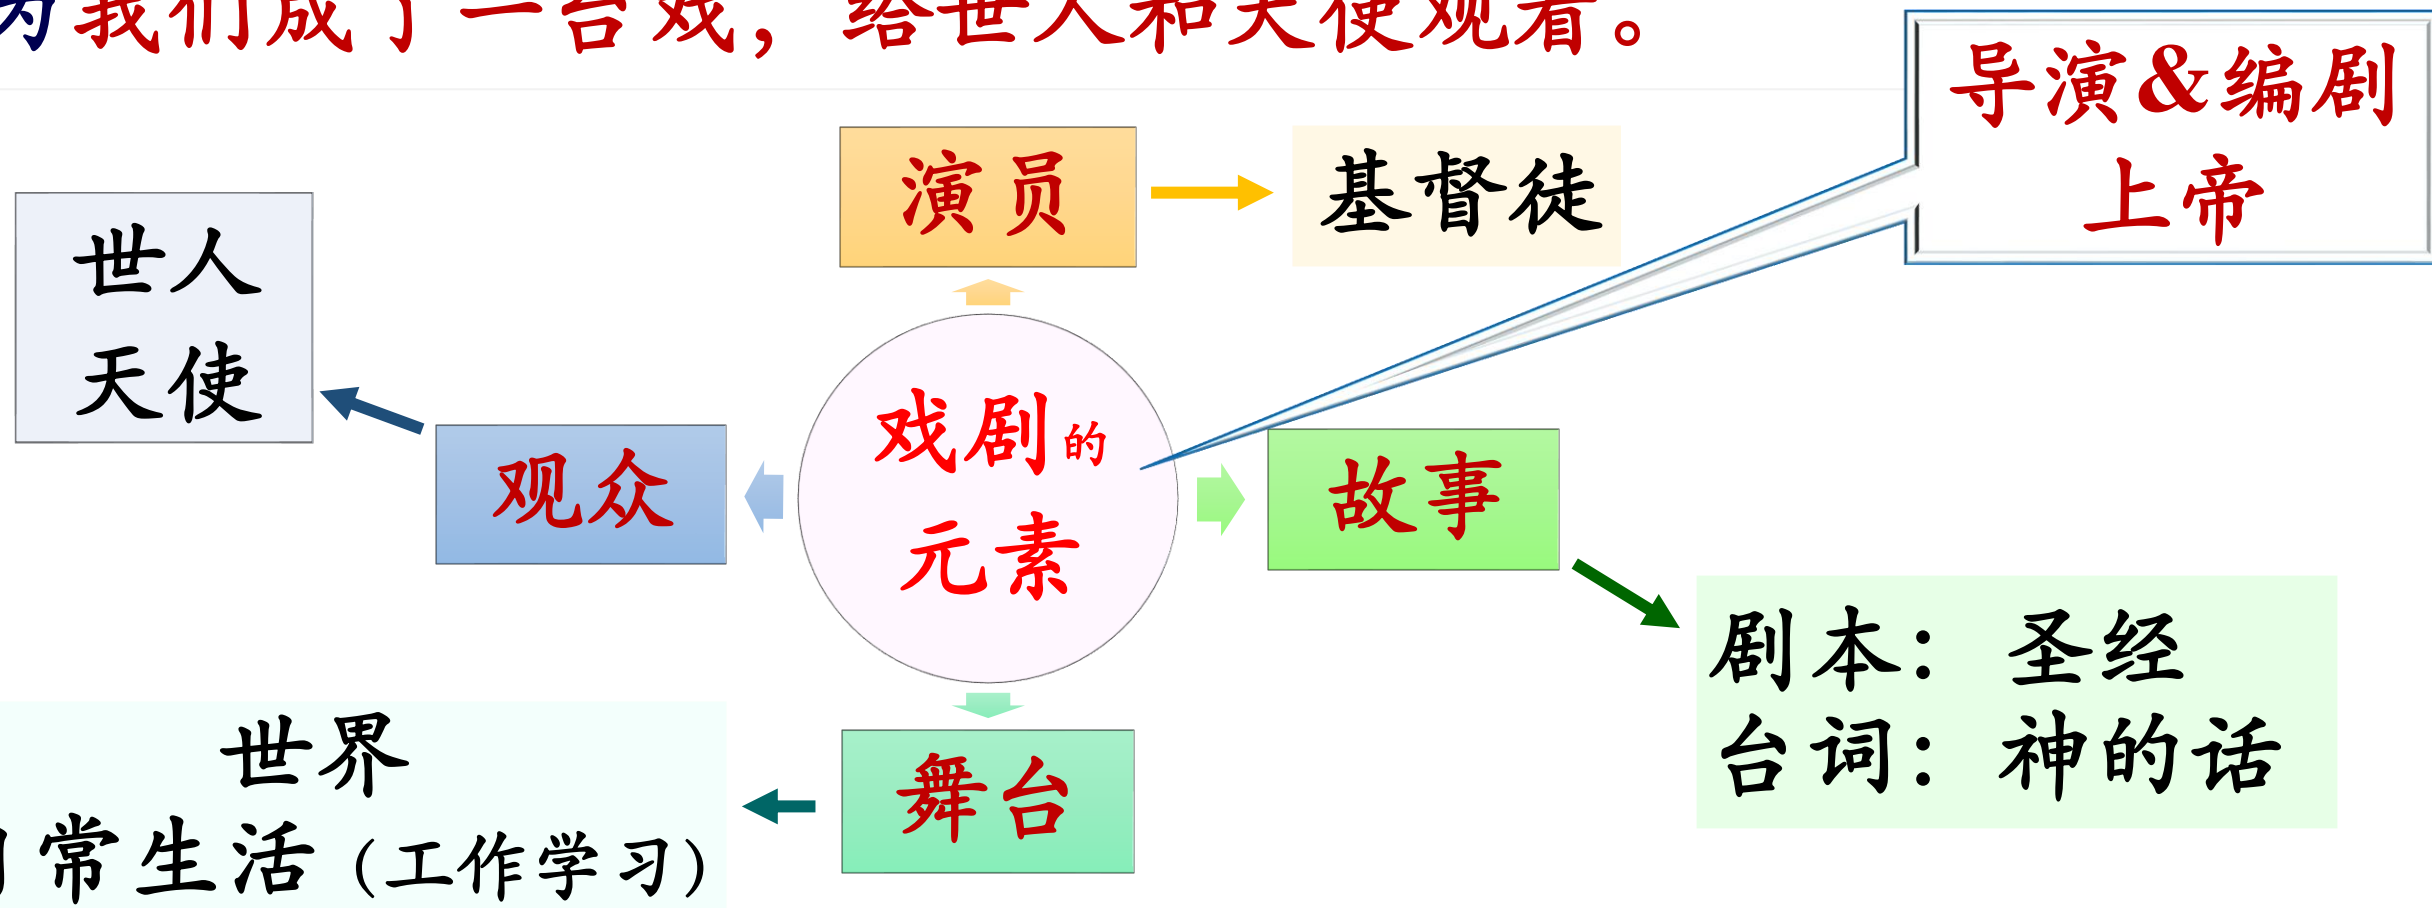 为我们成了一台戏，给世人和天使观看。
导演&编剧
上帝
演员
基督徒
世人
天使
戏剧的
元素
观众
故事
剧本：圣经
台词：神的话
舞台
世界
日常生活（工作学习）